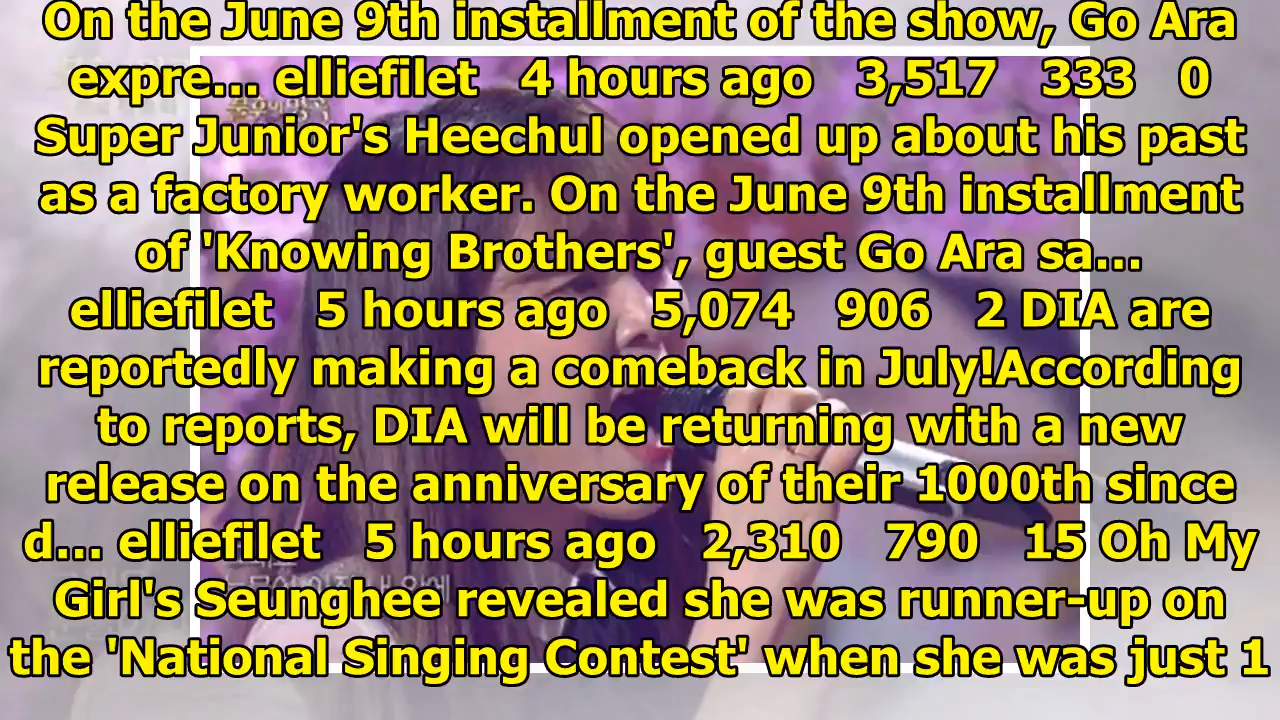 On the June 9th installment of the show, Go Ara
expre... elliefilet 4 hours ago 3,517 333 0
Super Junior's Heechul opened up about his past
as a factory worker. On the June 9th installment
of 'Knowing Brothers', guest Go Ara sa...
elliefilet 5 hours ago 5,074 906 2 DIA are
reportedly making a comeback in July!According
to reports, DIA will be returning with a new
release on the anniversary of their 1000th since
d... elliefilet 5 hours ago 2,310 790 15 Oh My
Girl's Seunghee revealed she was runner-up on
the 'National Singing Contest' when she was just 1